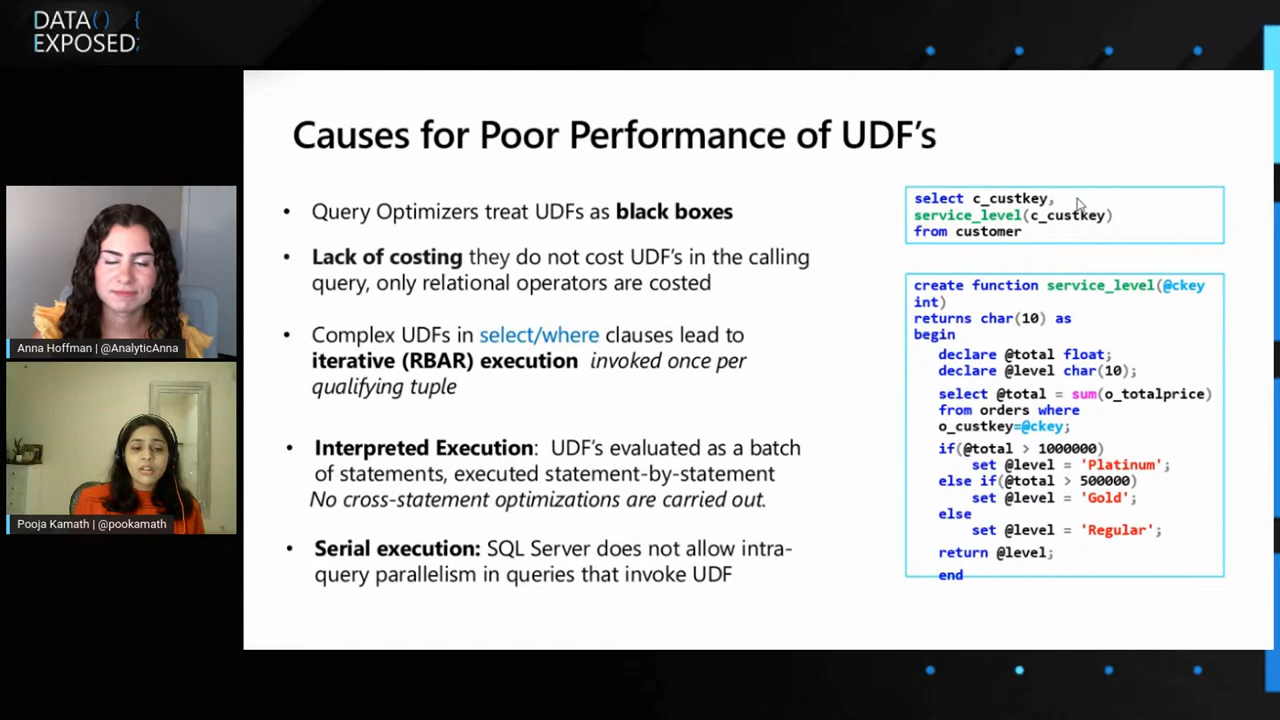 DATA() {
EXPOSED;
Causes for Poor Performance of UDF's
• Query Optimizers treat UDFs as black boxes
• Lack of costing they do not cost UDF's in the calling
query, only relational operators are costed
• Complex UDFs in select/where clauses lead to
iterative (RBAR) execution invoked once per
qualifying tuple
• Interpreted Execution: UDF's evaluated as a batch
of statements, executed statement-by-statement
No cross-statement optimizations are carried out.
• Serial execution: SQL Server does not allow intra-
query parallelism in queries that invoke UDF
select c_custkey,
service_level(c_custkey)
from customer
create function service_level(@ckey
int)
returns char(10) as
begin
declare @total float;
declare @level char(10);
select @total = sum(o_totalprice)
from orders where
o_custkey=@ckey;
if(@total > 1000000)
set @level = 'Platinum';
else if(@total > 500000)
set @level = 'Gold';
else
set @level = 'Regular';
return @level;
end
Anna Hoffman | @AnalyticAnna
Pooja Kamath | @pookamath